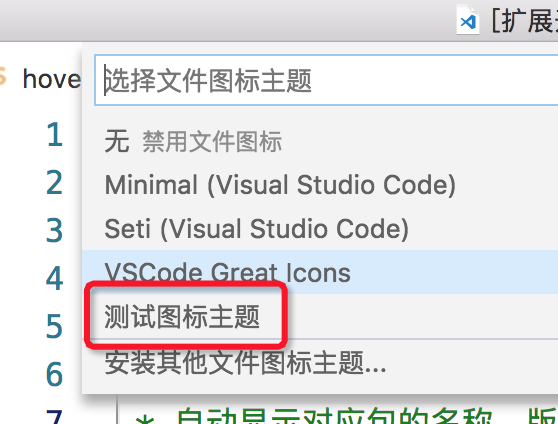 [扩展
hove
选择文件图标主题
1
无 禁用文件图标
2
Minimal (Visual Studio Code)
3
Seti (Visual Studio Code)
4
VSCode Great Icons
5
测试图标主题
6
安装其他文件图标主题...
7
* 自动显示对应包的名称、版